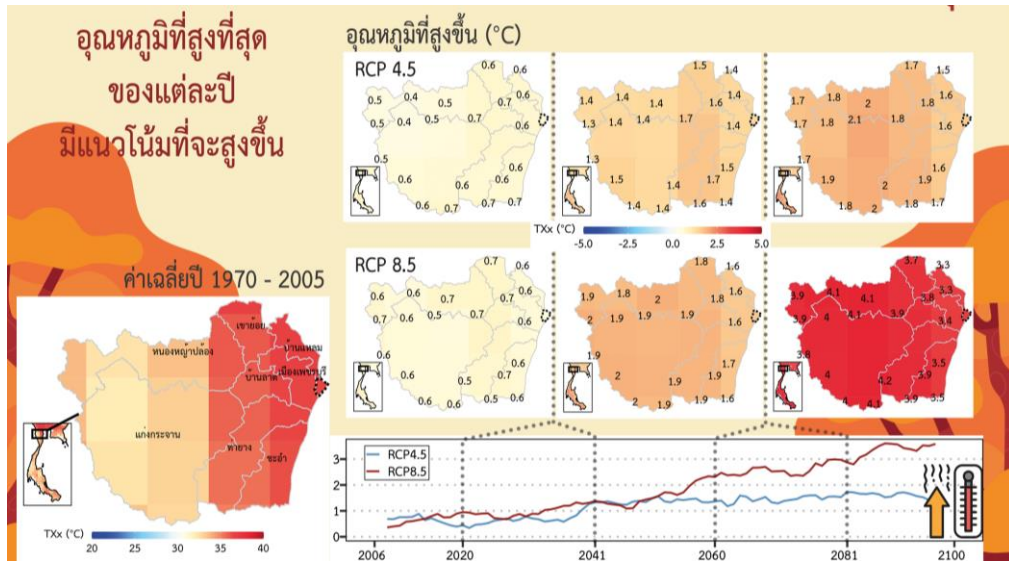 อุณหภูมิที่สูงที่สุด
ของแต่ละปี
มีแนวโน้มที่จะสูงขึ้น
อุณหภูมิที่สูงขึ้น (°C)
RCP 4.5
0.6 0.6
0.5 0.4 0.5 0.7 0.6
0.5 0.4 0.5 0.7 0.6
0.5
0.6 0.6 0.6
0.6 0.7 0.7
1.5 1.4
1.4 1.4 1.4 1.6 1.4
1.3 1.4 1.4 1.7 1.4
1.3 1.5
1.5 1.4 1.7
1.4 1.4 1.6 1.4
1.7 1.5
1.7 1.8 2 1.8 1.6
1.7 1.8 2.1 1.8 1.6
1.7
1.9 2 1.9 1.6
1.8 2 1.8 1.7
TXx (°C)
-5.0 -2.5 0.0 2.5 5.0
RCP 8.5
0.7 0.6
0.6 0.6 0.7 0.7 0.6
0.7 0.6 0.7 0.7 0.6
0.6 0.6
0.6 0.5 0.7
0.6 0.6 0.7 0.6
1.8 1.6
1.9 1.8 2 1.8 1.6
2 1.9 1.9 1.9 1.6
1.9 1.7
2 1.9 1.9
2 1.9 1.9 1.6
3.7 3.3
3.9 4.1 4.1 3.8 3.3
3.9 4 4.1 3.9 3.4
3.8 3.5
4 4.2 3.9
4 4.1 3.9 3.5
ค่าเฉลี่ยปี 1970 - 2005
เขาย้อย
หนองหญ้าปล้อง
บ้านแหลม
บ้านลาด
เมืองเพชรบุรี
แก่งกระจาน
ท่ายาง
ชะอำ
TXx (°C)
20 25 30 35 40
RCP4.5
RCP8.5
3
2
1
0
2006 2020 2041 2060 2081 2100